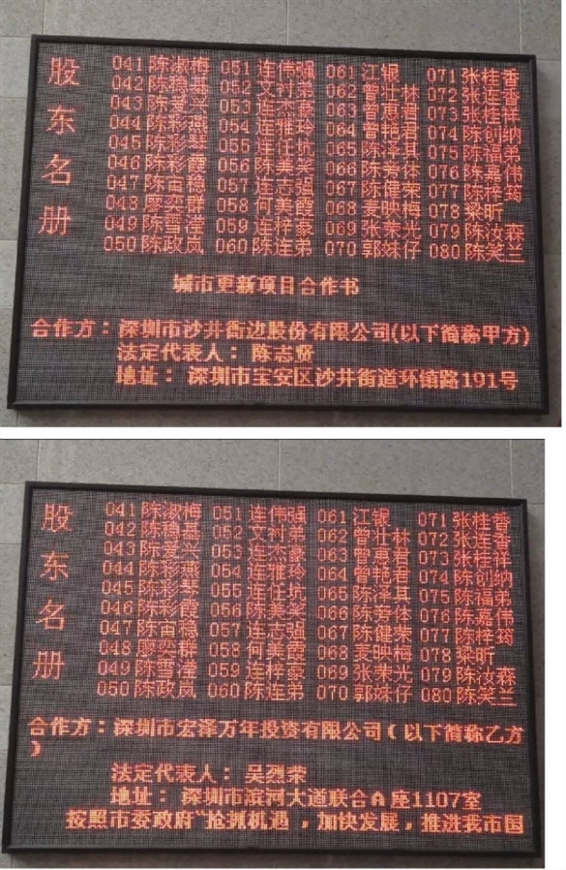 股东名册
041 陈淑梅 051 连伟强 061 江银 071 张桂香
042 陈稳基 052 文衬弟 062 曾壮林 072 张连香
043 陈爱兴 053 连杰豪 063 曾惠君 073 张桂祥
044 陈彩燕 054 连雅玲 064 曾艳君 074 陈创纳
045 陈彩琴 055 连任坑 065 陈泽其 075 陈福弟
046 陈彩霞 056 陈美笑 066 陈旁体 076 陈嘉伟
047 陈宙稳 057 连志强 067 陈健荣 077 陈梓筠
048 廖奕群 058 何美霞 068 麦映梅 078 梁昕
049 陈雪滢 059 连梓豪 069 张荣光 079 陈汝森
050 陈政岚 060 陈连弟 070 郭妹仔 080 陈笑兰
城市更新项目合作书
合作方：深圳市沙井衙边股份有限公司(以下简称甲方)
法定代表人：陈志贤
地址：深圳市宝安区沙井街道环镇路191号
股东名册
041 陈淑梅 051 连伟强 061 江银 071 张桂香
042 陈稳基 052 文衬弟 062 曾壮林 072 张连香
043 陈爱兴 053 连杰豪 063 曾惠君 073 张桂祥
044 陈彩燕 054 连雅玲 064 曾艳君 074 陈创纳
045 陈彩琴 055 连任坑 065 陈泽其 075 陈福弟
046 陈彩霞 056 陈美笑 066 陈旁体 076 陈嘉伟
047 陈宙稳 057 连志强 067 陈健荣 077 陈梓筠
048 廖奕群 058 何美霞 068 麦映梅 078 梁昕
049 陈雪滢 059 连梓豪 069 张荣光 079 陈汝森
050 陈政岚 060 陈连弟 070 郭妹仔 080 陈笑兰
合作方：深圳市宏泽万年投资有限公司(以下简称乙方
)
法定代表人：吴烈荣
地址：深圳市滨河大道联合A座1107室
按照市委政府"抢抓机遇，加快发展，推进我市国